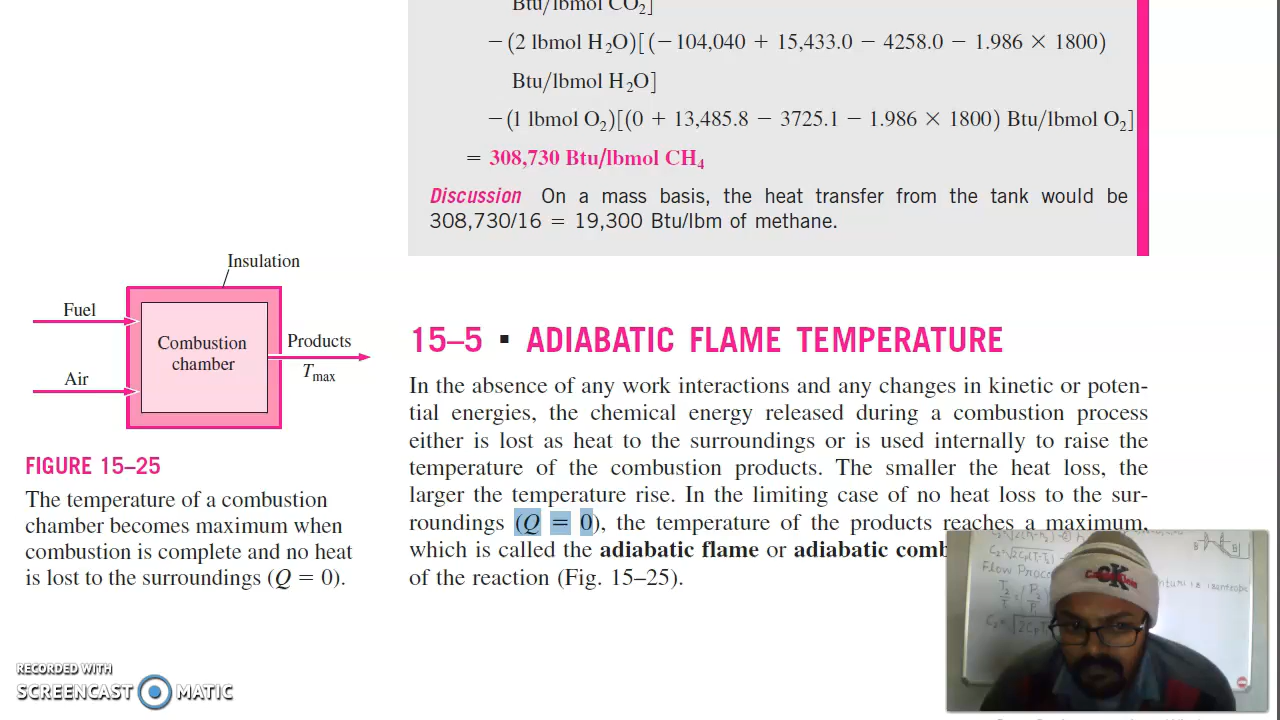 Btu/lbmol CO₂]
−(2 lbmol H₂O)[(−104,040 + 15,433.0 − 4258.0 − 1.986 × 1800)
Btu/lbmol H₂O]
−(1 lbmol O₂)[(0 + 13,485.8 − 3725.1 − 1.986 × 1800) Btu/lbmol O₂]
= 308,730 Btu/lbmol CH₄
Discussion On a mass basis, the heat transfer from the tank would be
308,730/16 = 19,300 Btu/lbm of methane.
Insulation
Fuel
Combustion
chamber
Products
Tmax
Air
FIGURE 15–25
The temperature of a combustion
chamber becomes maximum when
combustion is complete and no heat
is lost to the surroundings (Q = 0).
15–5 ▪ ADIABATIC FLAME TEMPERATURE
In the absence of any work interactions and any changes in kinetic or poten-
tial energies, the chemical energy released during a combustion process
either is lost as heat to the surroundings or is used internally to raise the
temperature of the combustion products. The smaller the heat loss, the
larger the temperature rise. In the limiting case of no heat loss to the sur-
roundings (Q = 0), the temperature of the products reaches a maximum,
which is called the adiabatic flame or adiabatic comb
of the reaction (Fig. 15–25).
Flow Proce
RECORDED WITH
SCREENCAST MATIC